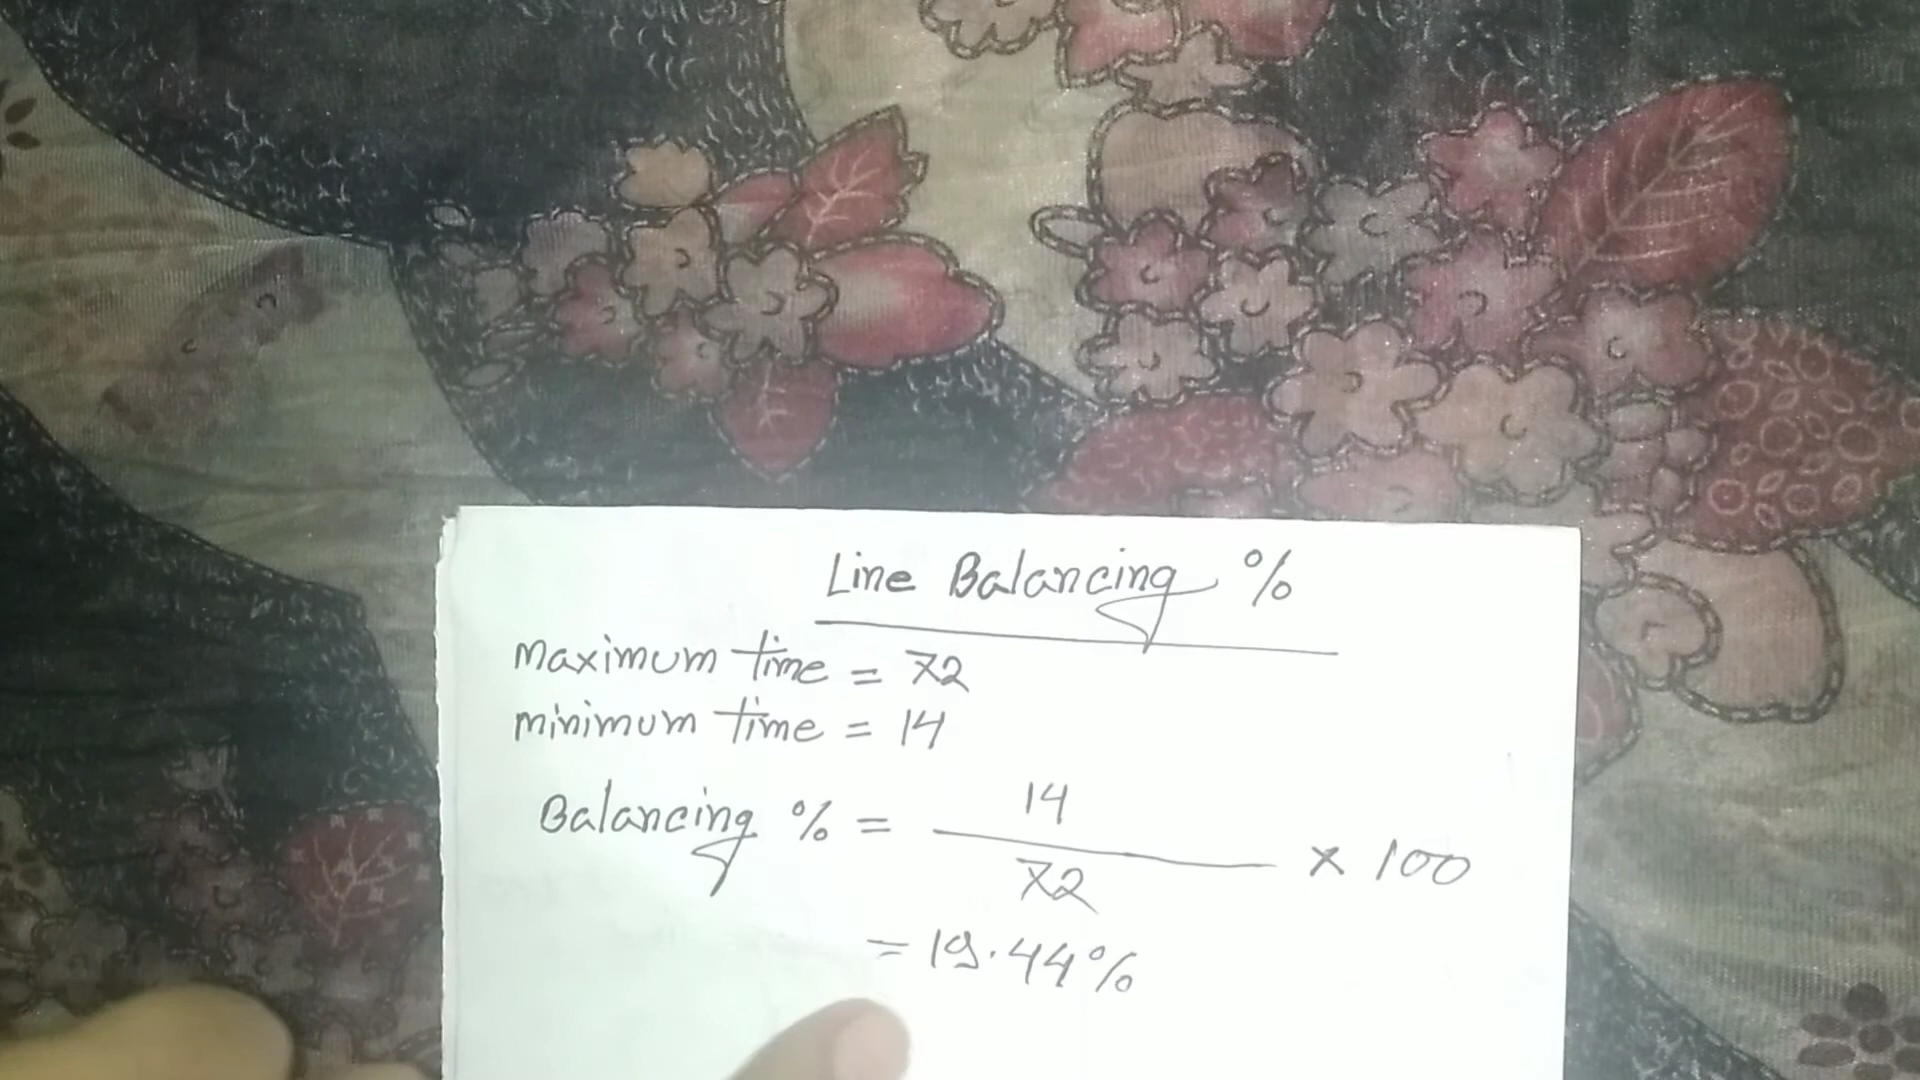 Line Balancing %
maximum time = 72
minimum time = 14
Balancing % = 14/72 × 100
= 19.44%